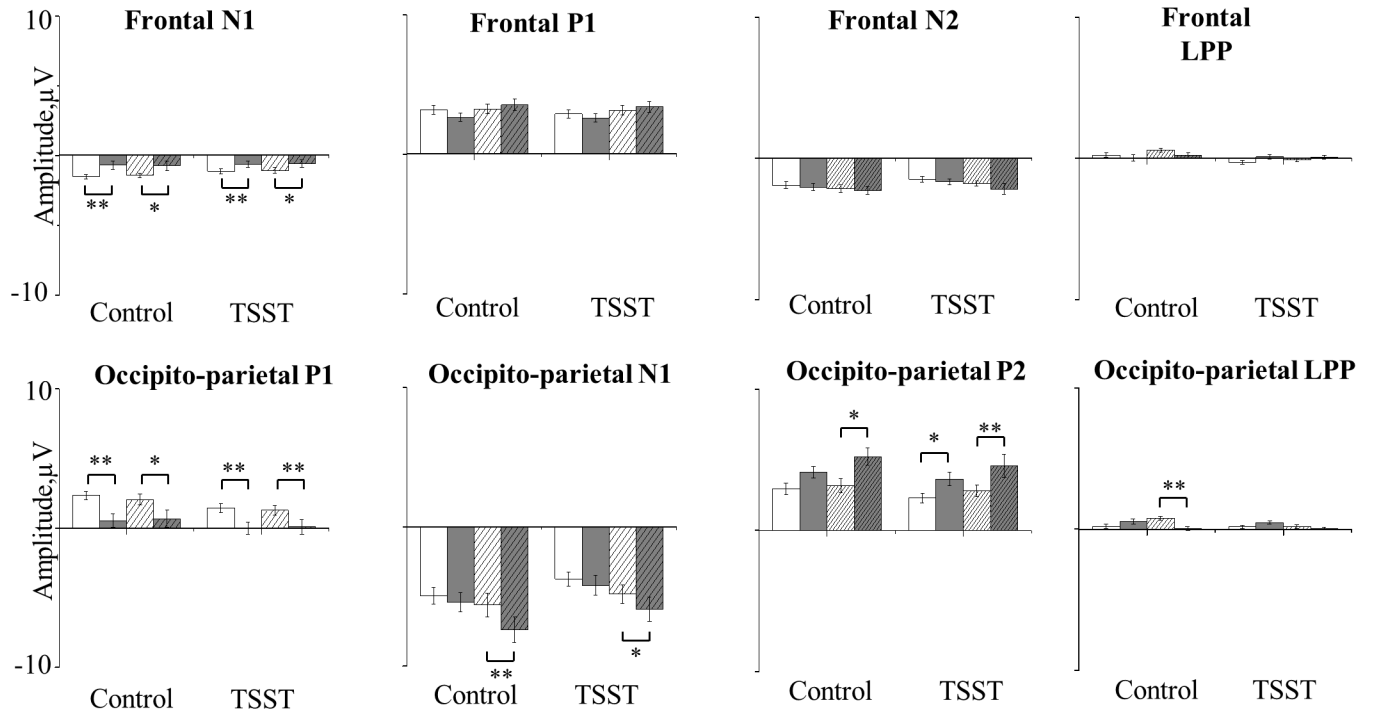 Frontal N1
Frontal P1
Frontal N2
Frontal
LPP
10
Amplitude,µV
-10
**
*
**
*
Control
TSST
Control
TSST
Control
TSST
Control
TSST
Occipito-parietal P1
Occipito-parietal N1
Occipito-parietal P2
Occipito-parietal LPP
10
Amplitude,µV
-10
**
*
**
**
**
*
*
*
**
**
Control
TSST
Control
TSST
Control
TSST
Control
TSST